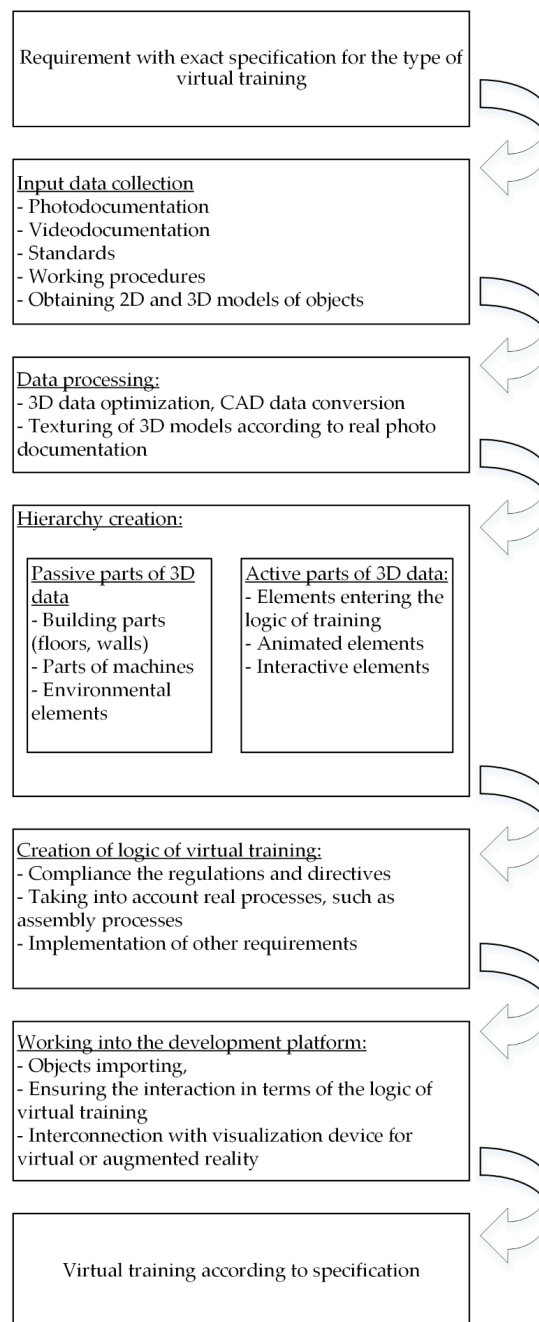 Requirement with exact specification for the type of
virtual training
Input data collection
- Photodocumentation
- Videodocumentation
- Standards
- Working procedures
- Obtaining 2D and 3D models of objects
Data processing:
- 3D data optimization, CAD data conversion
- Texturing of 3D models according to real photo
documentation
Hierarchy creation:
Passive parts of 3D
data
- Building parts
(floors, walls)
- Parts of machines
- Environmental
elements
Active parts of 3D data:
- Elements entering the
logic of training
- Animated elements
- Interactive elements
Creation of logic of virtual training:
- Compliance the regulations and directives
- Taking into account real processes, such as
assembly processes
- Implementation of other requirements
Working into the development platform:
- Objects importing,
- Ensuring the interaction in terms of the logic of
virtual training
- Interconnection with visualization device for
virtual or augmented reality
Virtual training according to specification